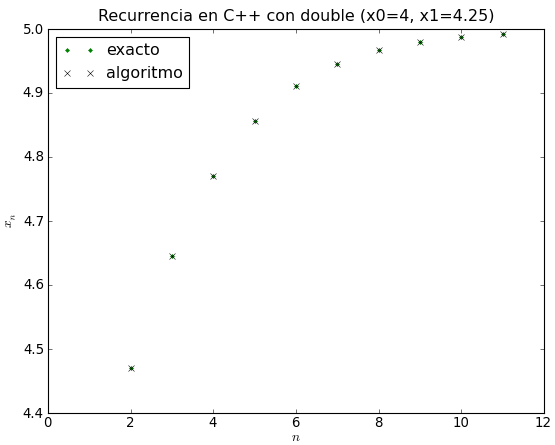 Recurrencia en C++ con double (x0=4, x1=4.25)
5.0
exacto
algoritmo
4.9
4.8
4.7
x_n
4.6
4.5
4.4
0 2 4 6 8 10 12
n